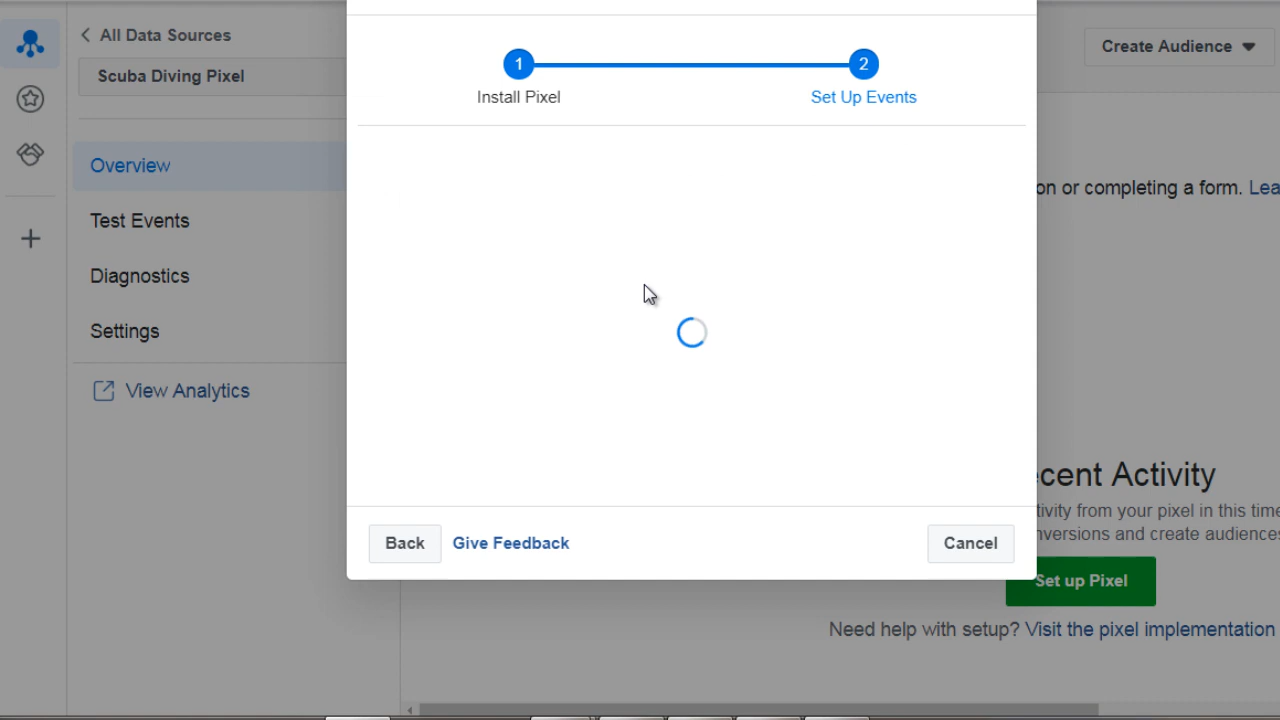 All Data Sources
Scuba Diving Pixel
Overview
Test Events
Diagnostics
Settings
View Analytics
1
2
Install Pixel
Set Up Events
Back
Give Feedback
Cancel
Create Audience
on or completing a form. Lea
ecent Activity
tivity from your pixel in this time
nversions and create audiences
Set up Pixel
Need help with setup? Visit the pixel implementation